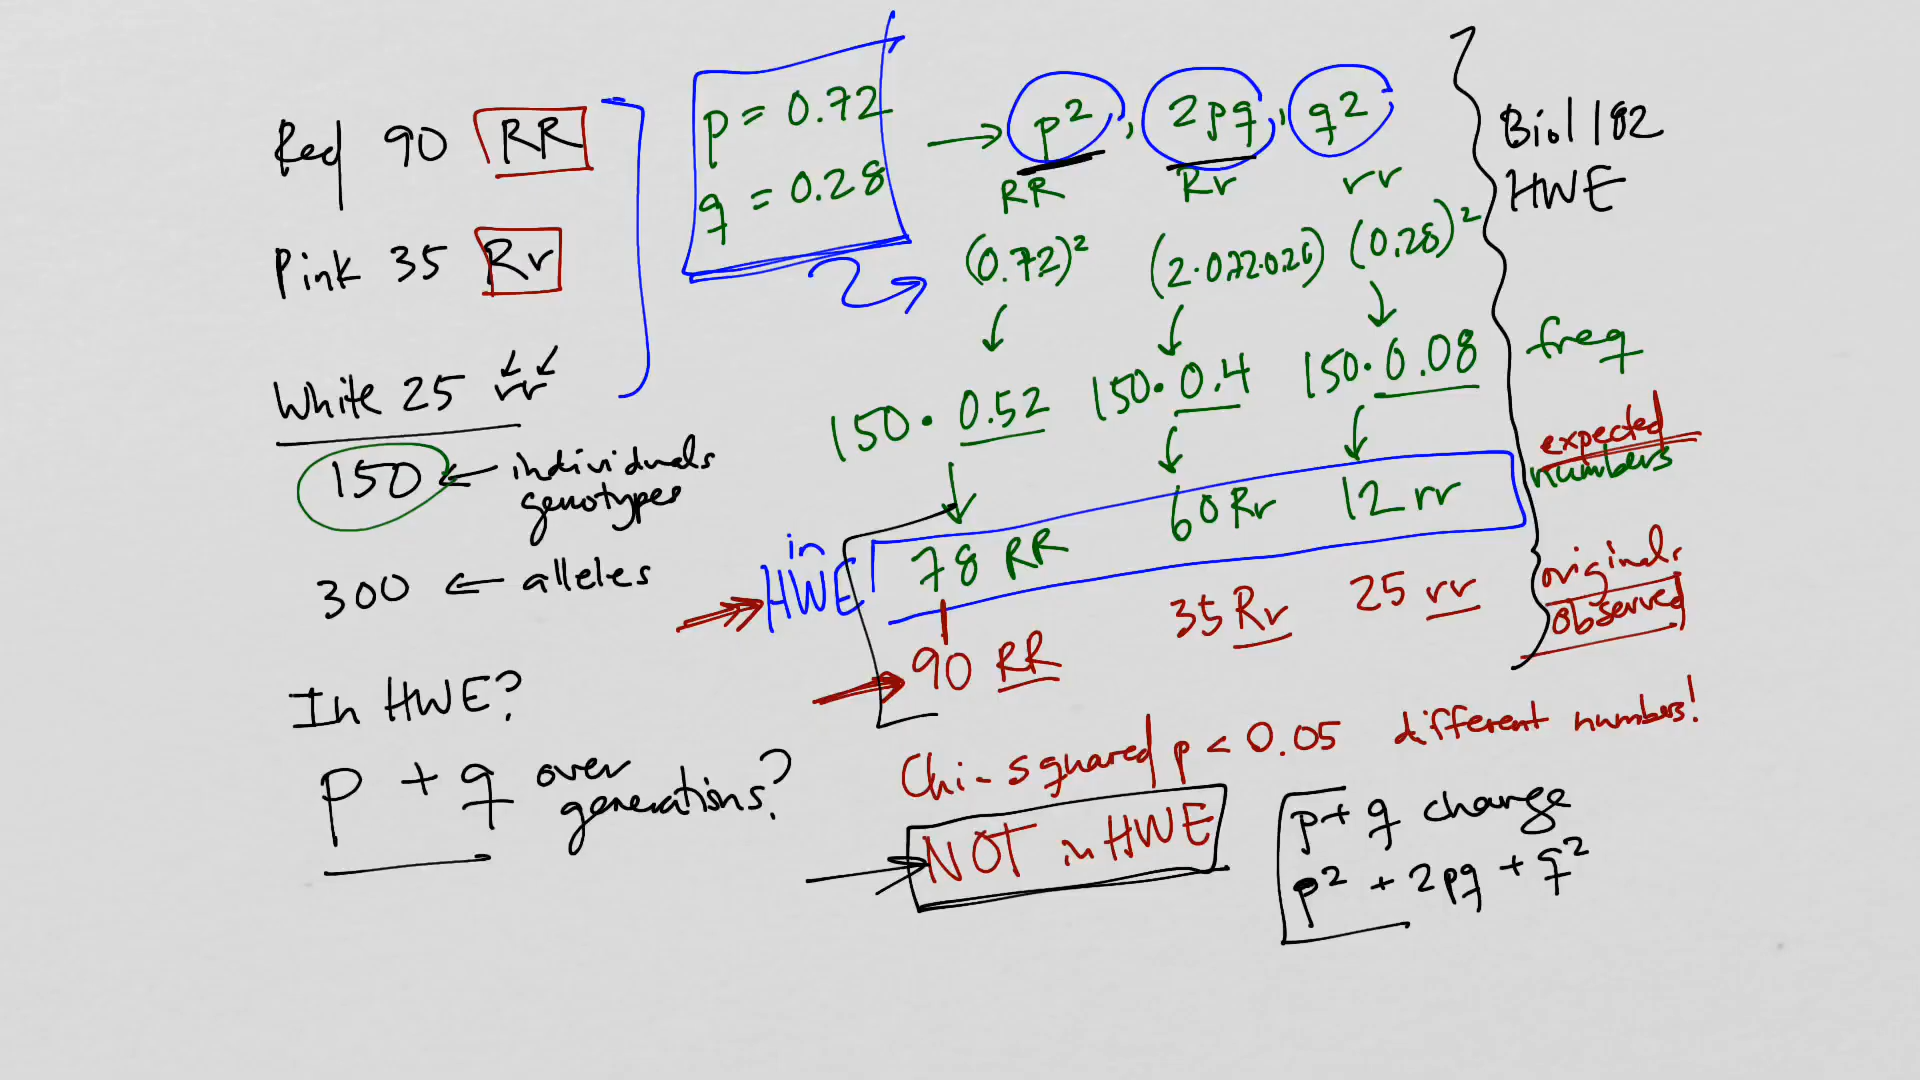 Red 90 RR
Pink 35 Rr
White 25 rr
150 ← individuals
genotypes
300 ← alleles
In HWE?
p + q over
generations?
p = 0.72
q = 0.28
→ p², 2pq, q²
RR Rr rr
(0.72)² (2·0.72·0.28) (0.28)²
150·0.52 150·0.4 150·0.08
in
HWE
78 RR 60 Rr 12 rr
90 RR 35 Rr 25 rr
Chi-squared p < 0.05 different numbers!
NOT in HWE
p + q change
p² + 2pq + q²
Biol 182
HWE
freq
expected
numbers
original
observed